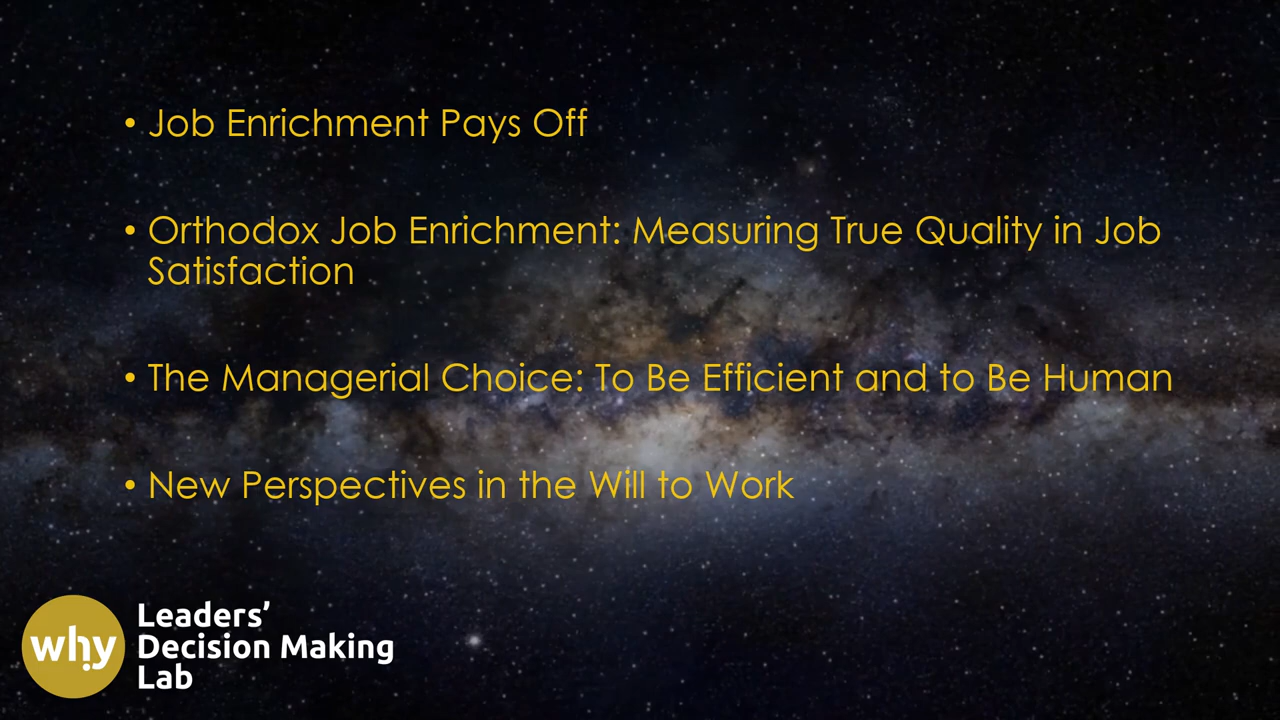 • Job Enrichment Pays Off
• Orthodox Job Enrichment: Measuring True Quality in Job
Satisfaction
• The Managerial Choice: To Be Efficient and to Be Human
• New Perspectives in the Will to Work
why
Leaders’
Decision Making
Lab